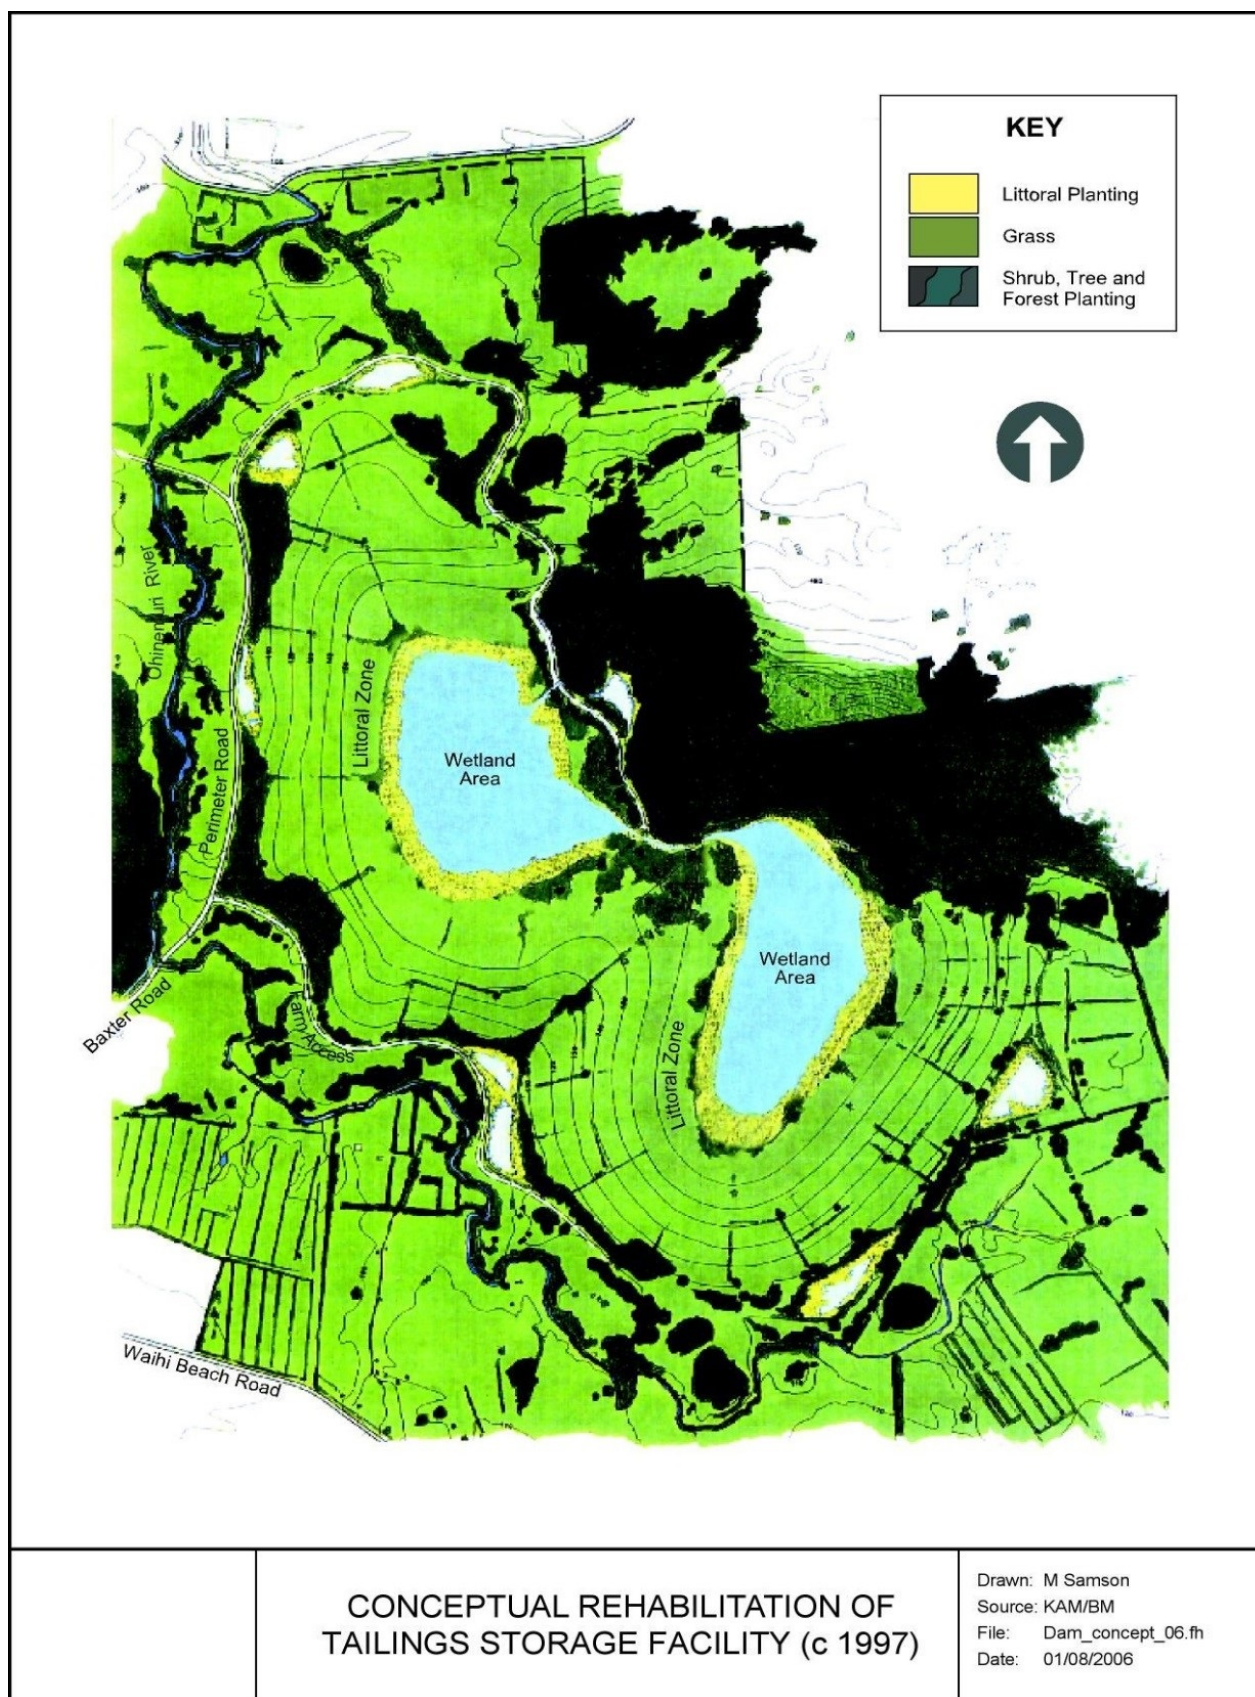 KEY
Littoral Planting
Grass
Shrub, Tree and
Forest Planting
Ohinemuri River
Perimeter Road
Littoral Zone
Wetland
Area
Wetland
Area
Littoral Zone
Baxter Road
Farm Access
Waihi Beach Road
CONCEPTUAL REHABILITATION OF
TAILINGS STORAGE FACILITY (c 1997)
Drawn: M Samson
Source: KAM/BM
File: Dam_concept_06.fh
Date: 01/08/2006